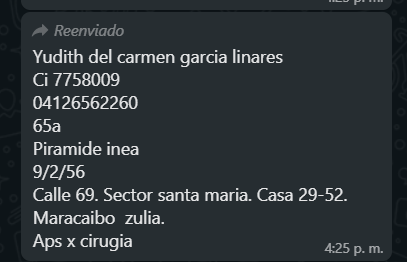 Reenviado
Yudith del carmen garcia linares
Ci 7758009
04126562260
65a
Piramide inea
9/2/56
Calle 69. Sector santa maria. Casa 29-52.
Maracaibo  zulia.
Aps x cirugia
4:25 p. m.